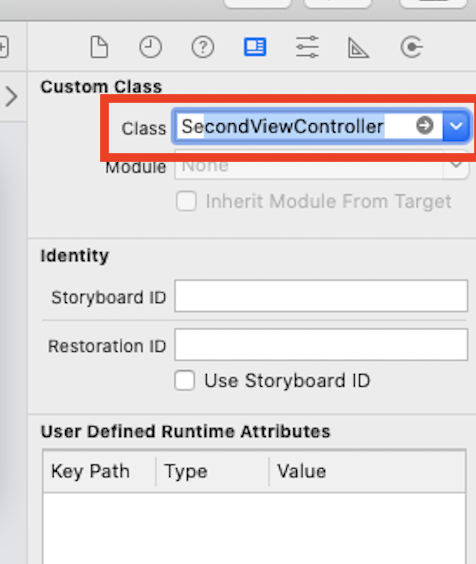 Custom Class
Class SecondViewController
Module None
Inherit Module From Target
Identity
Storyboard ID
Restoration ID
Use Storyboard ID
User Defined Runtime Attributes
Key Path Type Value